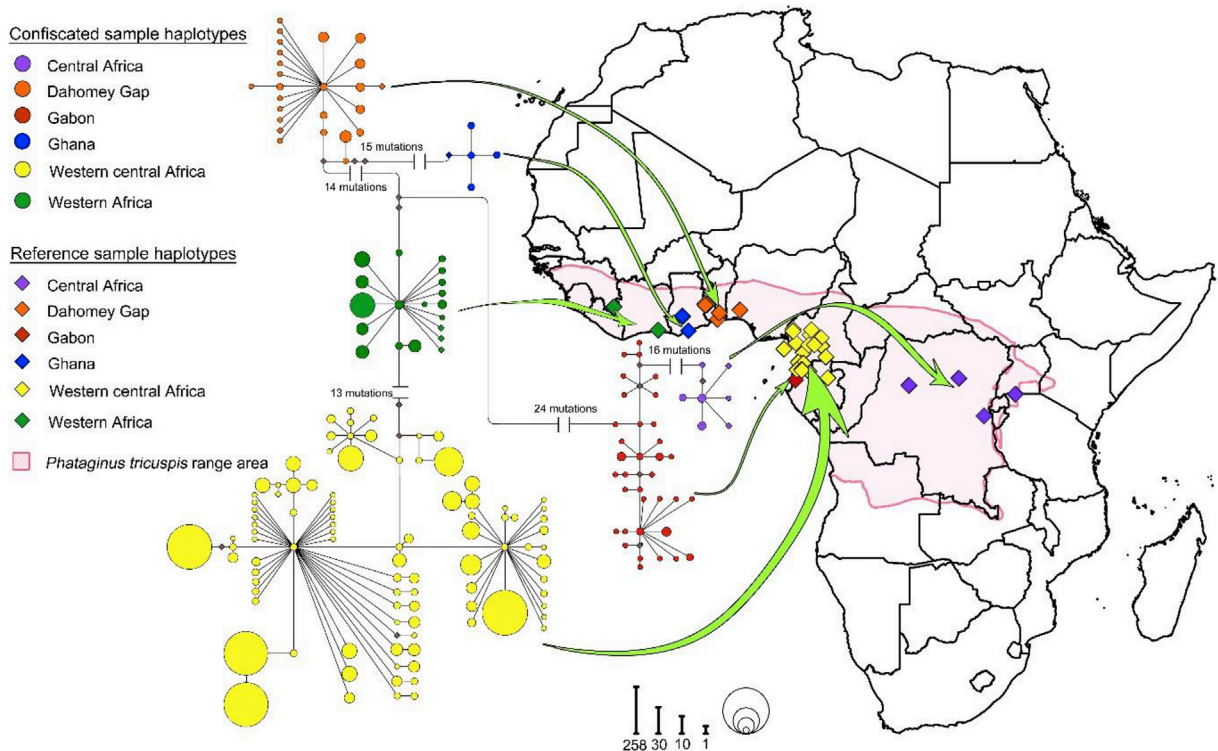 Confiscated sample haplotypes
Central Africa
Dahomey Gap
Gabon
Ghana
Western central Africa
Western Africa
Reference sample haplotypes
Central Africa
Dahomey Gap
Gabon
Ghana
Western central Africa
Western Africa
Phataginus tricuspis range area
15 mutations
14 mutations
16 mutations
13 mutations
24 mutations
258 30 10 1